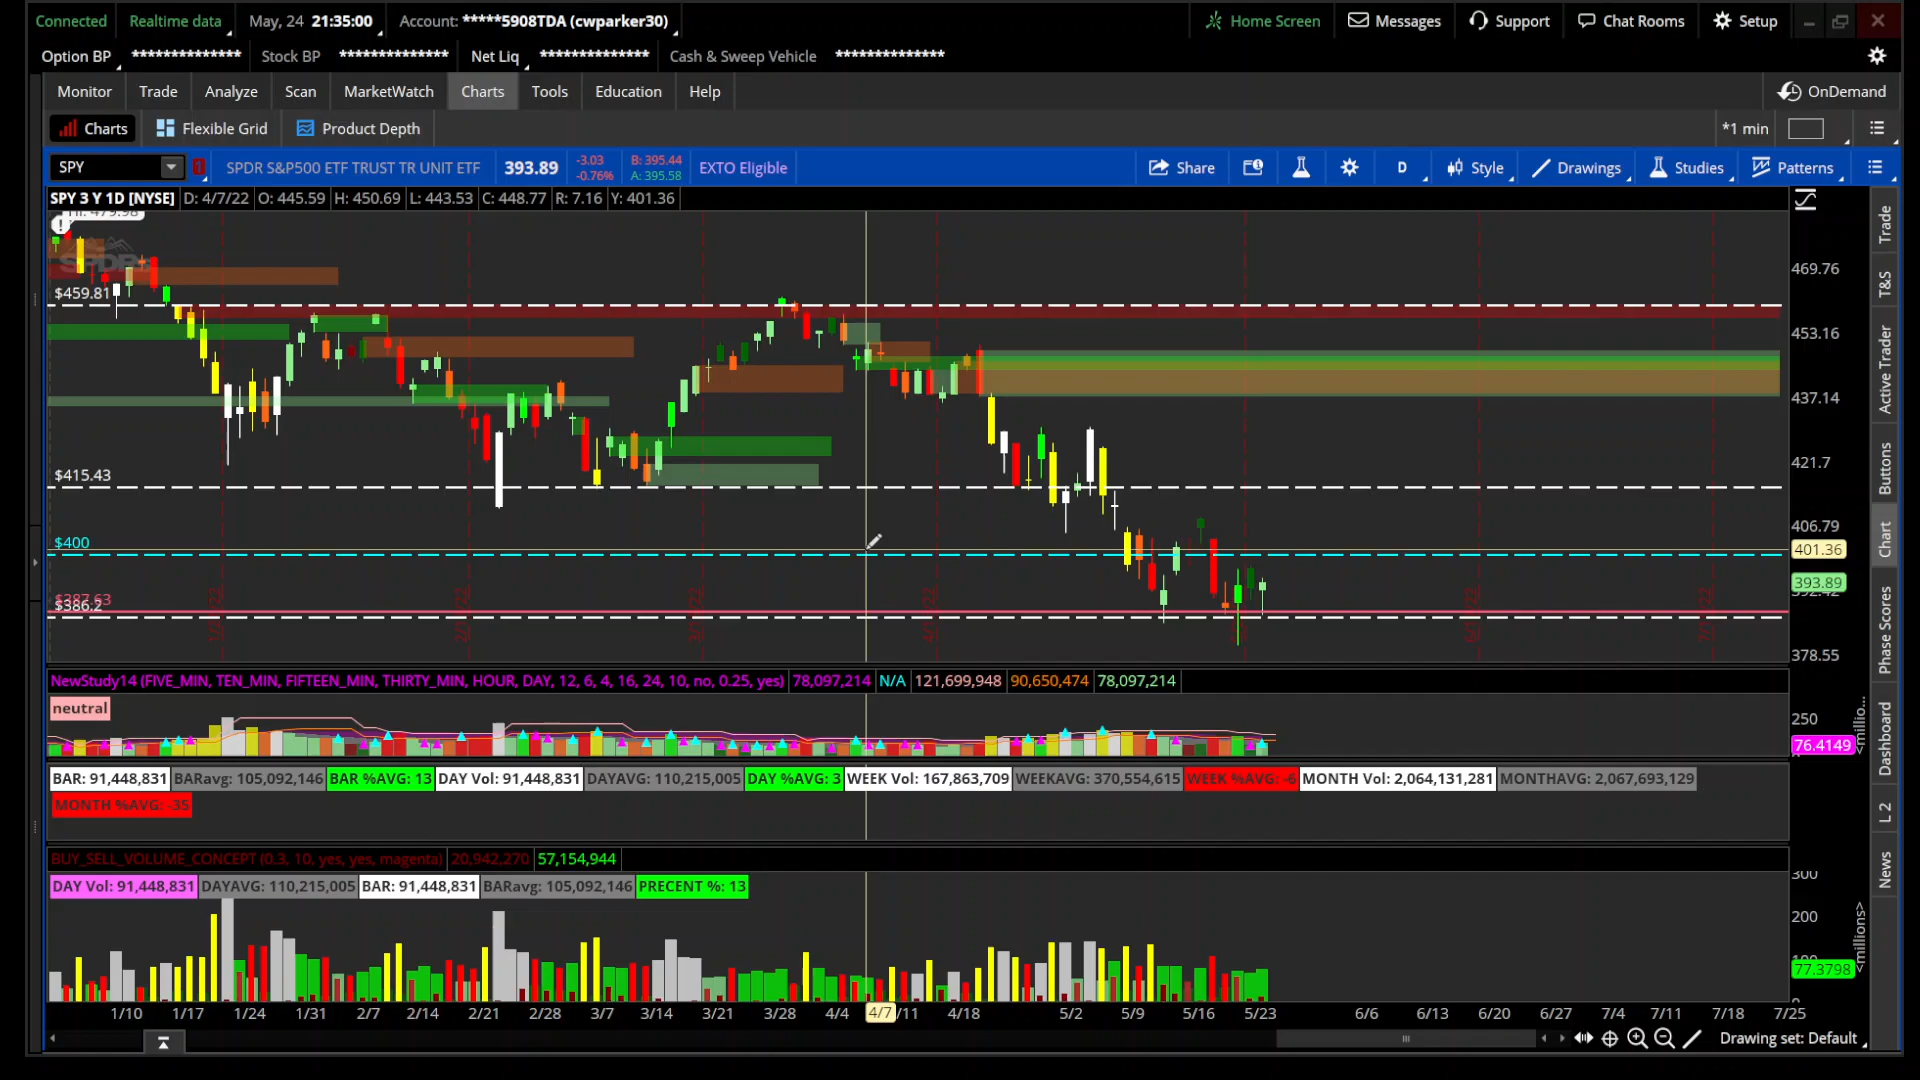 Connected Realtime data May, 24 21:35:00 Account: *****5908TDA (cwparker30) Home Screen Messages Support Chat Rooms Setup
Option BP ************** Stock BP ************** Net Liq ************** Cash & Sweep Vehicle **************
Monitor Trade Analyze Scan MarketWatch Charts Tools Education Help OnDemand
Charts Flexible Grid Product Depth *1 min
SPY 1 SPDR S&P500 ETF TRUST TR UNIT ETF 393.89 -3.03 -0.76% B: 395.44 A: 395.58 EXTO Eligible Share D Style Drawings Studies Patterns
SPY 3 Y 1D [NYSE] D: 4/7/22 O: 445.59 H: 450.69 L: 443.53 C: 448.77 R: 7.16 Y: 401.36
Hi: 479.98
SPDR
469.76
$459.81
453.16
437.14
421.7
$415.43
406.79
$400
401.36
393.89
$387.63
$386.2
378.55
Trade
T&S
Active Trader
Buttons
Chart
Phase Scores
Dashboard
L 2
News
NewStudy14 (FIVE_MIN, TEN_MIN, FIFTEEN_MIN, THIRTY_MIN, HOUR, DAY, 12, 6, 4, 16, 24, 10, no, 0.25, yes) 78,097,214 N/A 121,699,948 90,650,474 78,097,214
neutral
250
76.4149
<millio...
BAR: 91,448,831 BARavg: 105,092,146 BAR %AVG: 13 DAY Vol: 91,448,831 DAYAVG: 110,215,005 DAY %AVG: 3 WEEK Vol: 167,863,709 WEEKAVG: 370,554,615 WEEK %AVG: -6 MONTH Vol: 2,064,131,281 MONTHAVG: 2,067,693,129
MONTH %AVG: -35
BUY_SELL_VOLUME_CONCEPT (0.3, 10, yes, yes, magenta) 20,942,270 57,154,944
DAY Vol: 91,448,831 DAYAVG: 110,215,005 BAR: 91,448,831 BARavg: 105,092,146 PRECENT %: 13
300
200
77.3798
<millions>
1/10 1/17 1/24 1/31 2/7 2/14 2/21 2/28 3/7 3/14 3/21 3/28 4/4 4/7 /11 4/18 5/2 5/9 5/16 5/23 6/6 6/13 6/20 6/27 7/4 7/11 7/18 7/25
Drawing set: Default